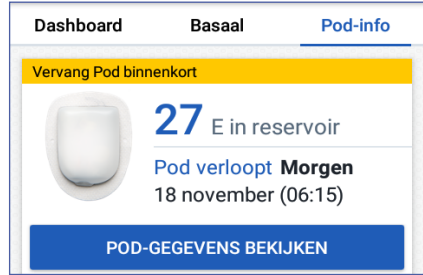 Dashboard Basaal Pod-info
Vervang Pod binnenkort
27 E in reservoir
Pod verloopt Morgen
18 november (06:15)
POD-GEGEVENS BEKIJKEN